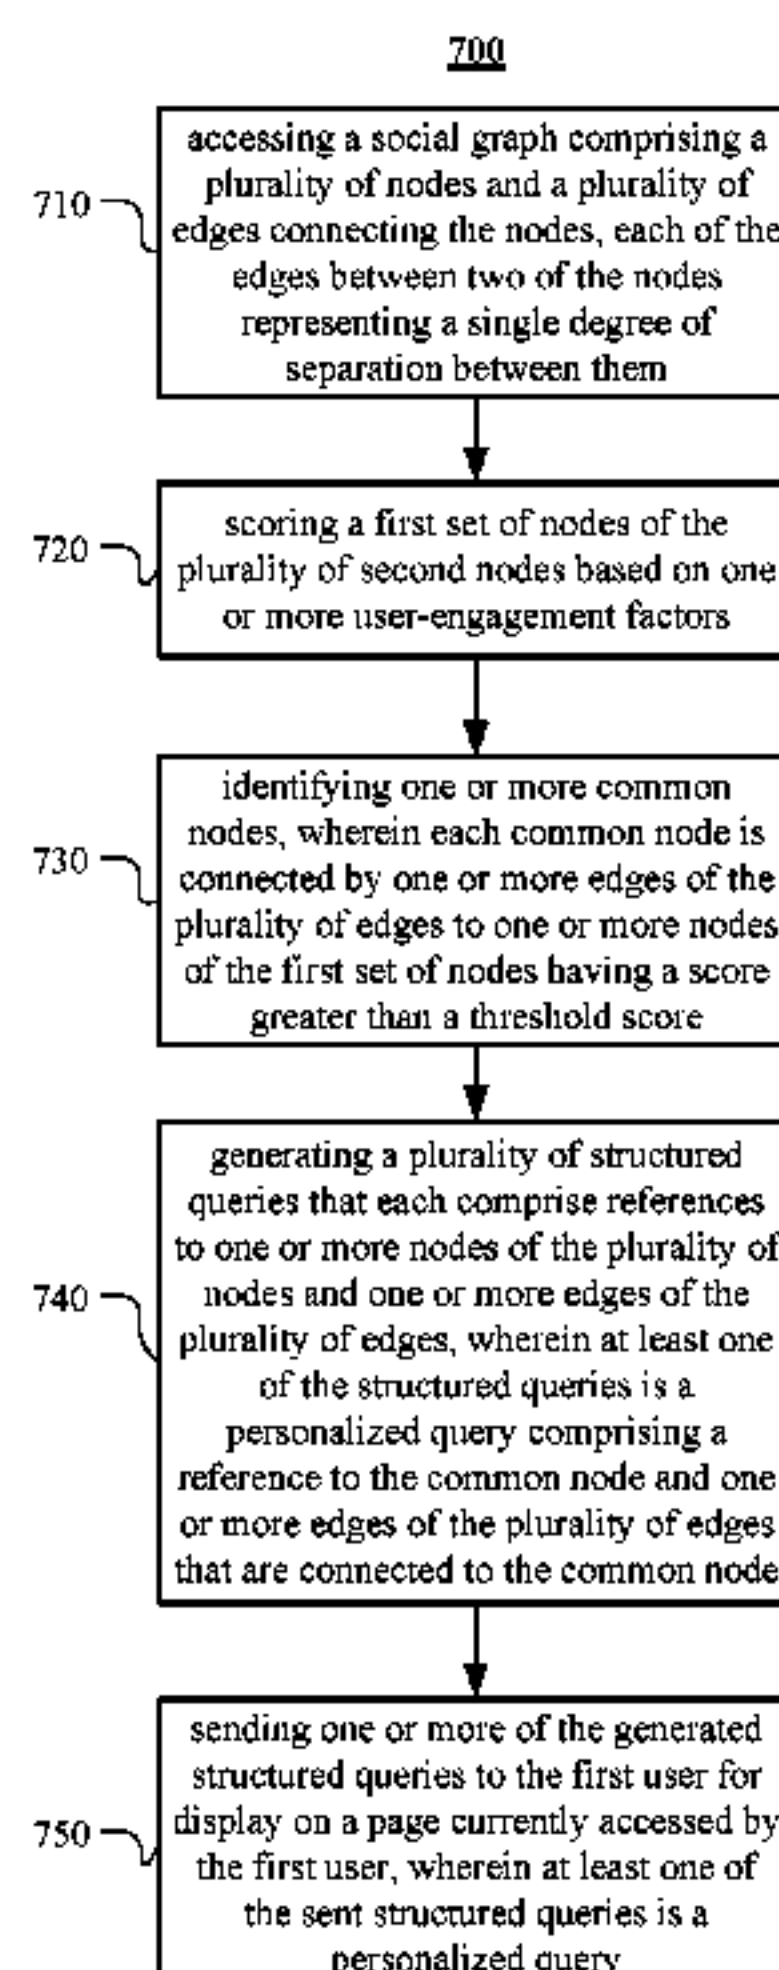 700
710
accessing a social graph comprising a
plurality of nodes and a plurality of
edges connecting the nodes, each of the
edges between two of the nodes
representing a single degree of
separation between them
720
scoring a first set of nodes of the
plurality of second nodes based on one
or more user-engagement factors
730
identifying one or more common
nodes, wherein each common node is
connected by one or more edges of the
plurality of edges to one or more nodes
of the first set of nodes having a score
greater than a threshold score
740
generating a plurality of structured
queries that each comprise references
to one or more nodes of the plurality of
nodes and one or more edges of the
plurality of edges, wherein at least one
of the structured queries is a
personalized query comprising a
reference to the common node and one
or more edges of the plurality of edges
that are connected to the common node
750
sending one or more of the generated
structured queries to the first user for
display on a page currently accessed by
the first user, wherein at least one of
the sent structured queries is a
personalized query